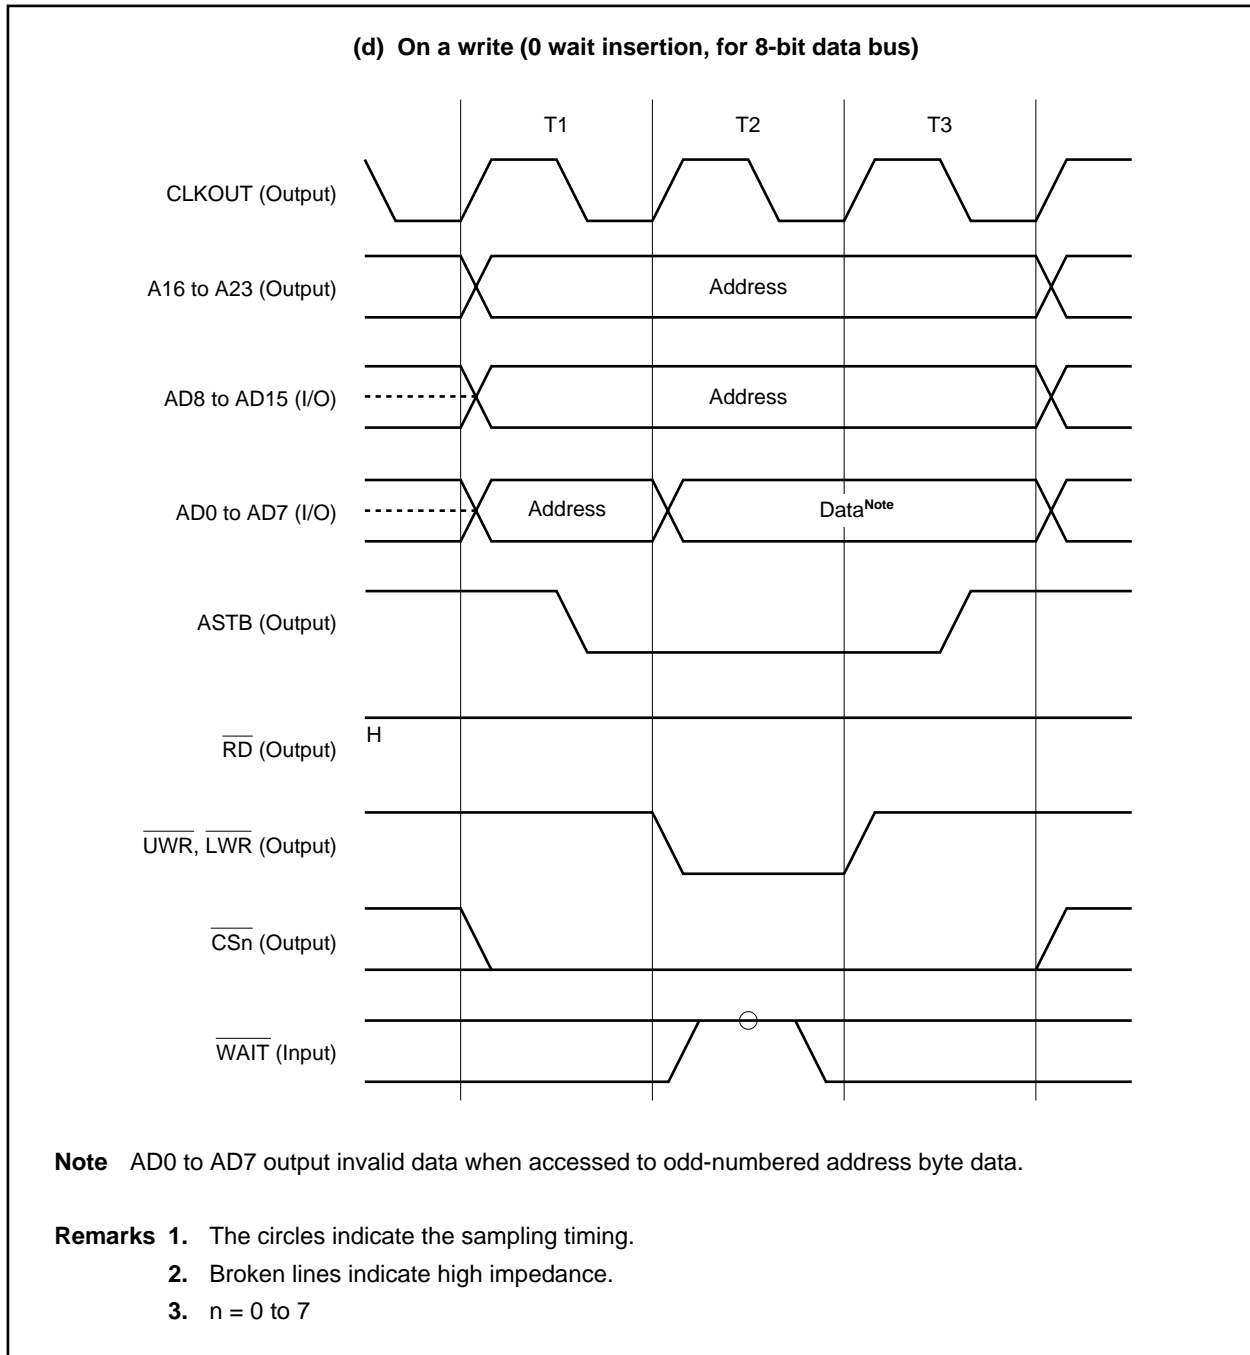 (d) On a write (0 wait insertion, for 8-bit data bus)
T1 T2 T3
CLKOUT (Output)
A16 to A23 (Output) Address
AD8 to AD15 (I/O) Address
AD0 to AD7 (I/O) Address Data Note
ASTB (Output)
H
RD (Output)
UWR, LWR (Output)
CSn (Output)
WAIT (Input)
Note AD0 to AD7 output invalid data when accessed to odd-numbered address byte data.
Remarks 1. The circles indicate the sampling timing.
2. Broken lines indicate high impedance.
3. n = 0 to 7